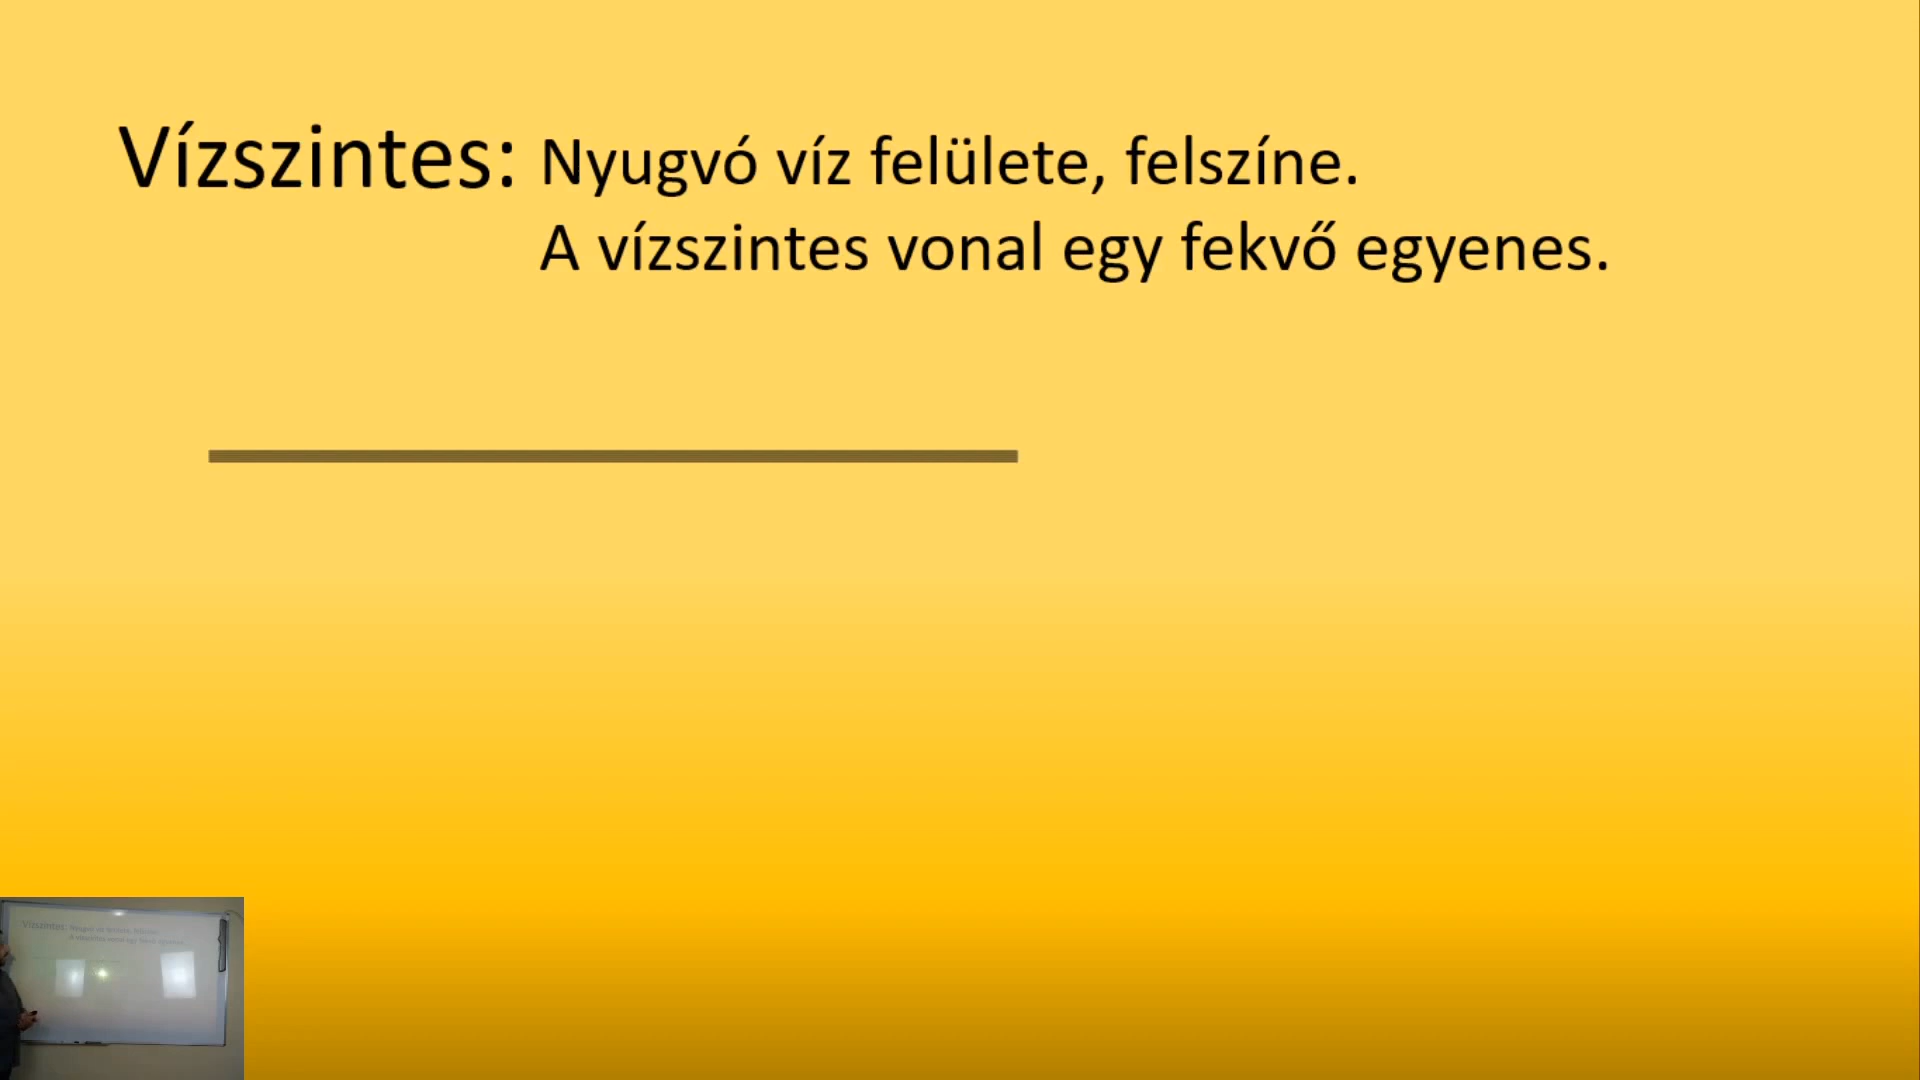 Vízszintes: Nyugvó víz felülete, felszíne.
A vízszintes vonal egy fekvő egyenes.